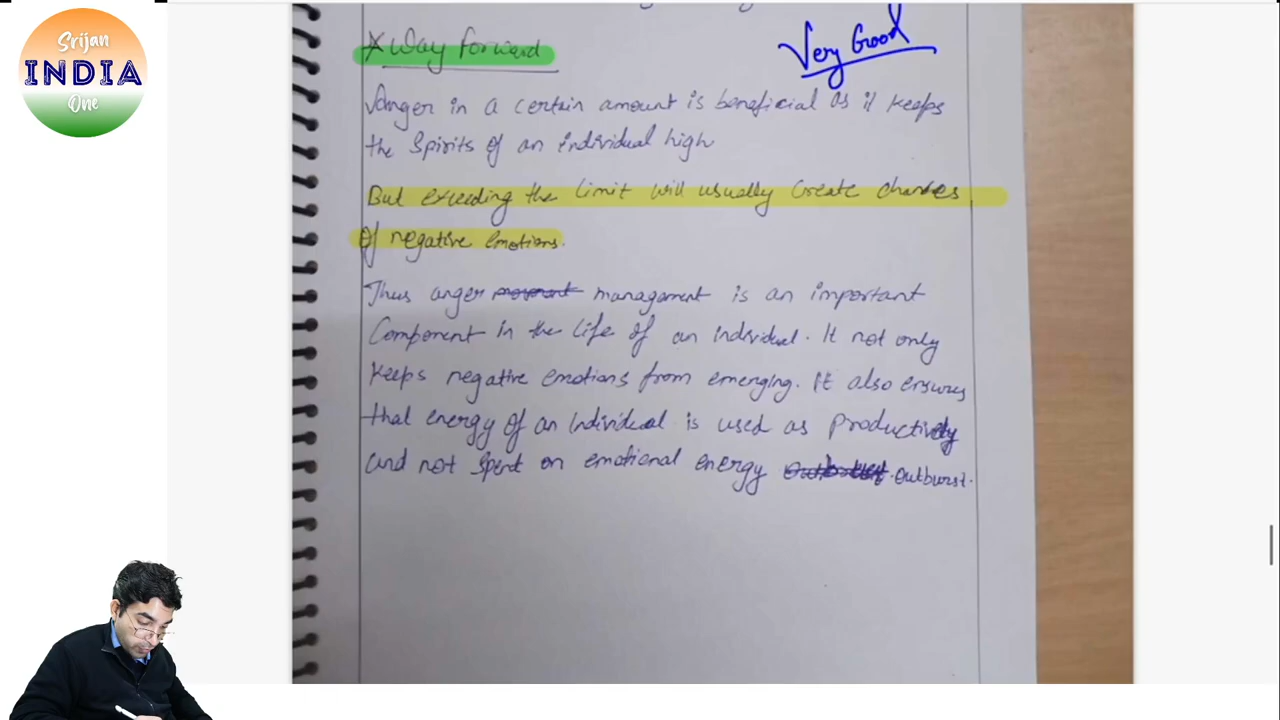 Srijan
INDIA
One
Very Good
* Way forward
Anger in a certain amount is beneficial as it keeps
the spirits of an individual high
But exceeding the limit will usually create chances
of negative emotions.
Thus anger management is an important
Component in the life of an individual. It not only
keeps negative emotions from emerging. It also ensures
that energy of an individual is used as productively
and not spent on emotional energy outburst.